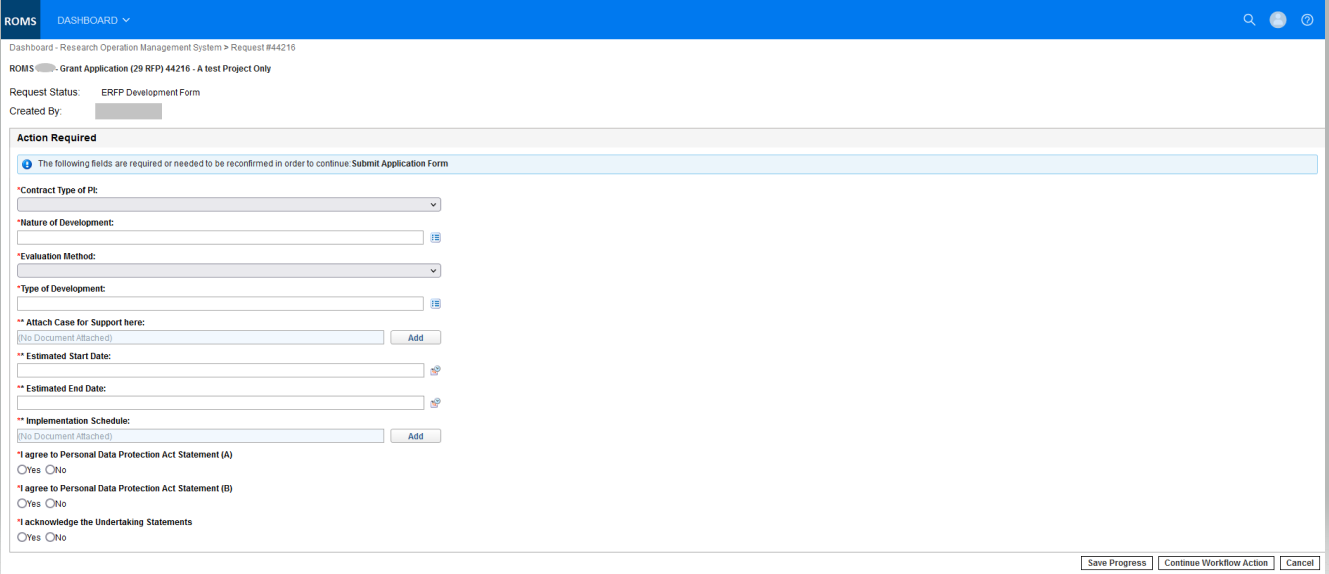 ROMS DASHBOARD
Dashboard - Research Operation Management System > Request #44216
ROMS - Grant Application (29 RFP) 44216 - A test Project Only
Request Status: ERFP Development Form
Created By:
Action Required
The following fields are required or needed to be reconfirmed in order to continue: Submit Application Form
*Contract Type of PI:
*Nature of Development:
*Evaluation Method:
*Type of Development:
** Attach Case for Support here:
(No Document Attached) Add
** Estimated Start Date:
** Estimated End Date:
** Implementation Schedule:
(No Document Attached) Add
*I agree to Personal Data Protection Act Statement (A)
Yes No
*I agree to Personal Data Protection Act Statement (B)
Yes No
*I acknowledge the Undertaking Statements
Yes No
Save Progress Continue Workflow Action Cancel